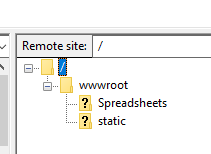 Remote site: /
/
wwwroot
Spreadsheets
static